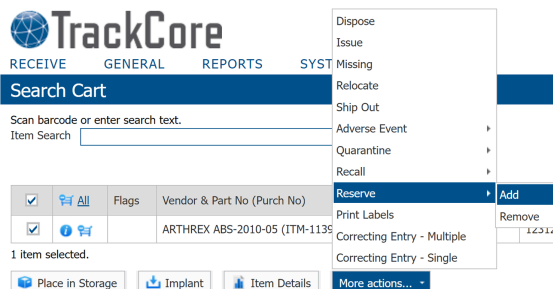 TrackCore
RECEIVE GENERAL REPORTS SYST
Search Cart
Scan barcode or enter search text.
Item Search
All Flags Vendor & Part No (Purch No)
ARTHREX ABS-2010-05 (ITM-1139
12312
1 item selected.
Place in Storage Implant Item Details More actions...
Dispose
Issue
Missing
Relocate
Ship Out
Adverse Event
Quarantine
Recall
Reserve
Print Labels
Correcting Entry - Multiple
Correcting Entry - Single
Add
Remove